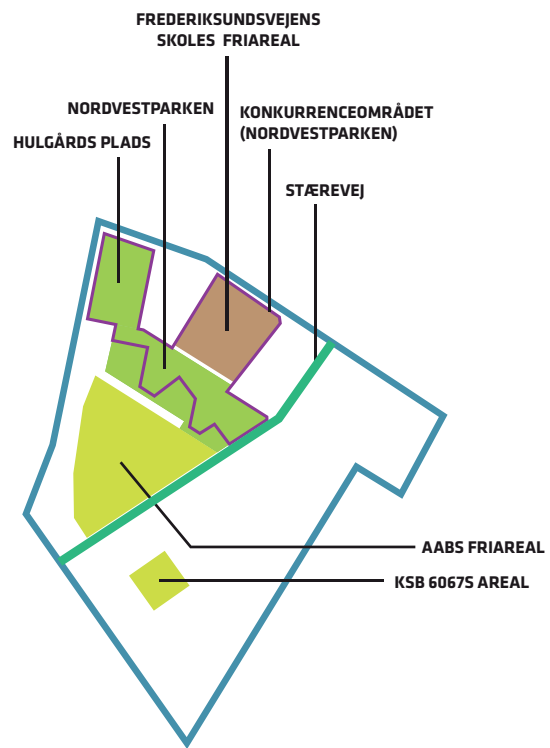 FREDERIKSUNDSVEJENS
SKOLES FRIAREAL
NORDVESTPARKEN
KONKURRENCEOMRÅDET
(NORDVESTPARKEN)
HULGÅRDS PLADS
STÆREVEJ
AABS FRIAREAL
KSB 6067S AREAL